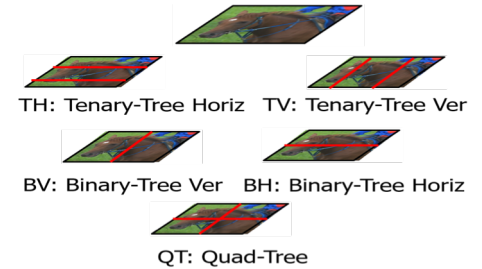 TH: Tenary-Tree Horiz
TV: Tenary-Tree Ver
BV: Binary-Tree Ver
BH: Binary-Tree Horiz
QT: Quad-Tree